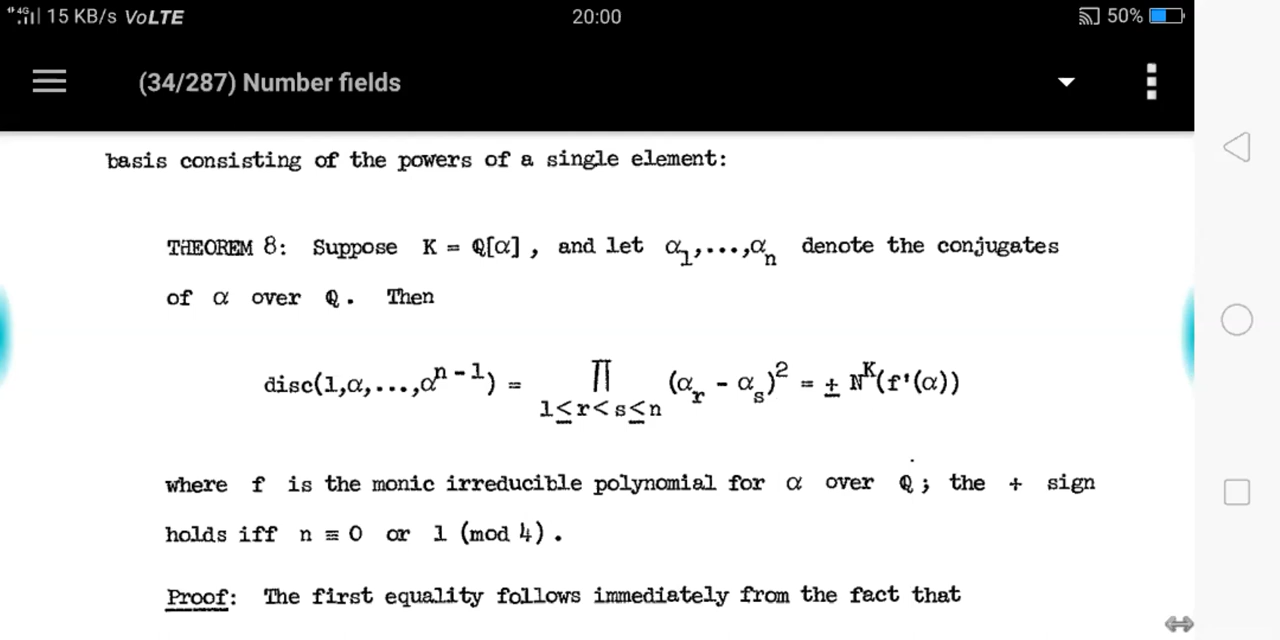 4G 15 KB/s VoLTE 20:00 50%
(34/287) Number fields
basis consisting of the powers of a single element:
THEOREM 8: Suppose K = Q[α] , and let α₁,...,αₙ denote the conjugates
of α over Q . Then
disc(1,α,...,αⁿ⁻¹) = ∏ (αᵣ - αₛ)² = ± Nᴷ(f'(α))
1≤r<s≤n
where f is the monic irreducible polynomial for α over Q ; the + sign
holds iff n ≡ 0 or 1 (mod 4) .
Proof: The first equality follows immediately from the fact that